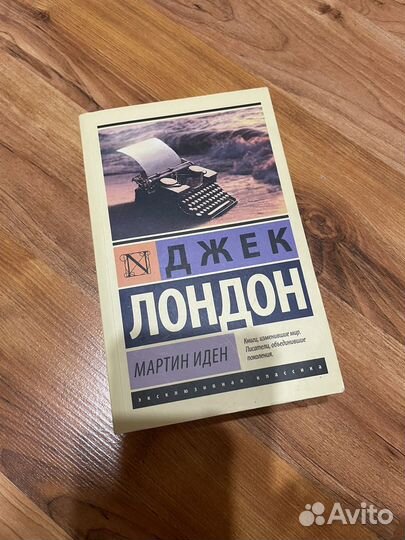 ДЖЕК
ЛОНДОН
МАРТИН ИДЕН
Книги, изменившие мир.
Писатели, объединившие
поколения.
эксклюзивная классика
Avito